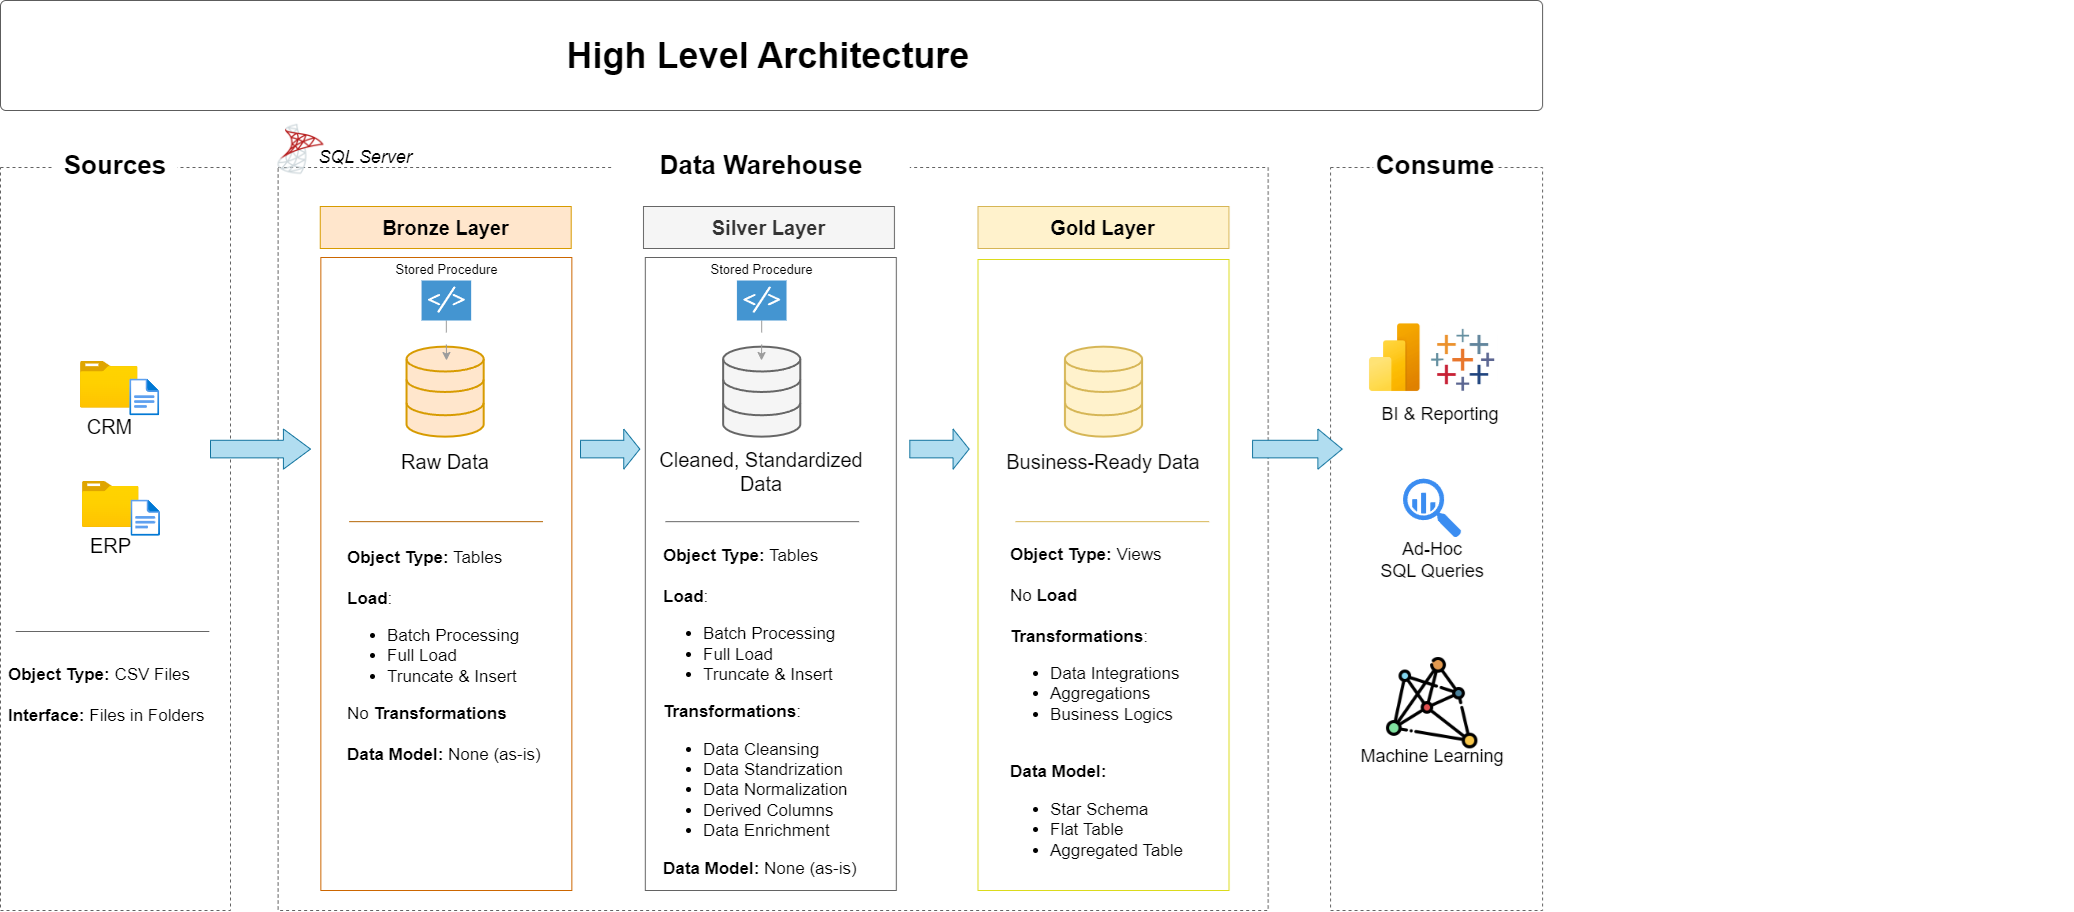 High Level Architecture
Sources
CRM
ERP
Object Type: CSV Files
Interface: Files in Folders
SQL Server
Data Warehouse
Bronze Layer
Stored Procedure
</>
Raw Data
Object Type: Tables
Load:
• Batch Processing
• Full Load
• Truncate & Insert
No Transformations
Data Model: None (as-is)
Silver Layer
Stored Procedure
</>
Cleaned, Standardized
Data
Object Type: Tables
Load:
• Batch Processing
• Full Load
• Truncate & Insert
Transformations:
• Data Cleansing
• Data Standrization
• Data Normalization
• Derived Columns
• Data Enrichment
Data Model: None (as-is)
Gold Layer
Business-Ready Data
Object Type: Views
No Load
Transformations:
• Data Integrations
• Aggregations
• Business Logics
Data Model:
• Star Schema
• Flat Table
• Aggregated Table
Consume
BI & Reporting
Ad-Hoc
SQL Queries
Machine Learning